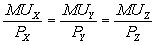 MU_X / P_X = MU_Y / P_Y = MU_Z / P_Z